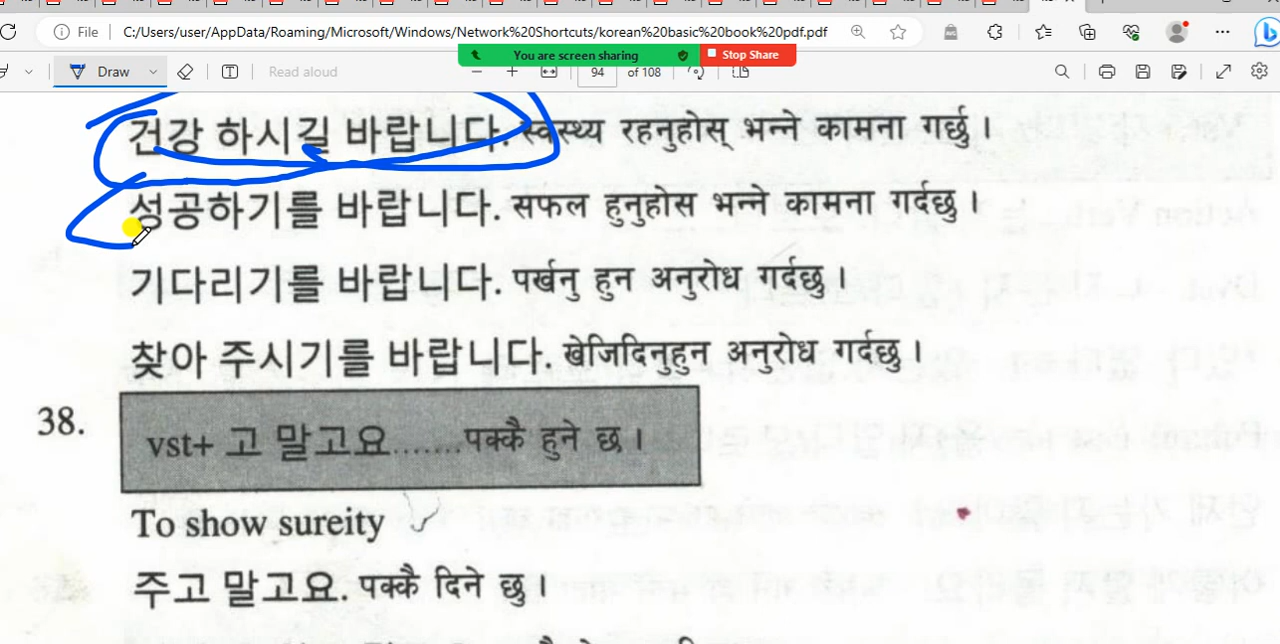 File C:/Users/user/AppData/Roaming/Microsoft/Windows/Network%20Shortcuts/korean%20basic%20book%20pdf.pdf
You are screen sharing Stop Share
Draw Read aloud 94 of 108
건강 하시길 바랍니다. स्वस्थ्य रहनुहोस् भन्ने कामना गर्छु ।
성공하기를 바랍니다. सफल हुनुहोस भन्ने कामना गर्दछु ।
기다리기를 바랍니다. पर्खनु हुन अनुरोध गर्दछु ।
찾아 주시기를 바랍니다. खेजिदिनुहुन अनुरोध गर्दछु ।
38.
vst+ 고 말고요.......पक्कै हुने छ ।
To show sureity
주고 말고요. पक्कै दिने छु